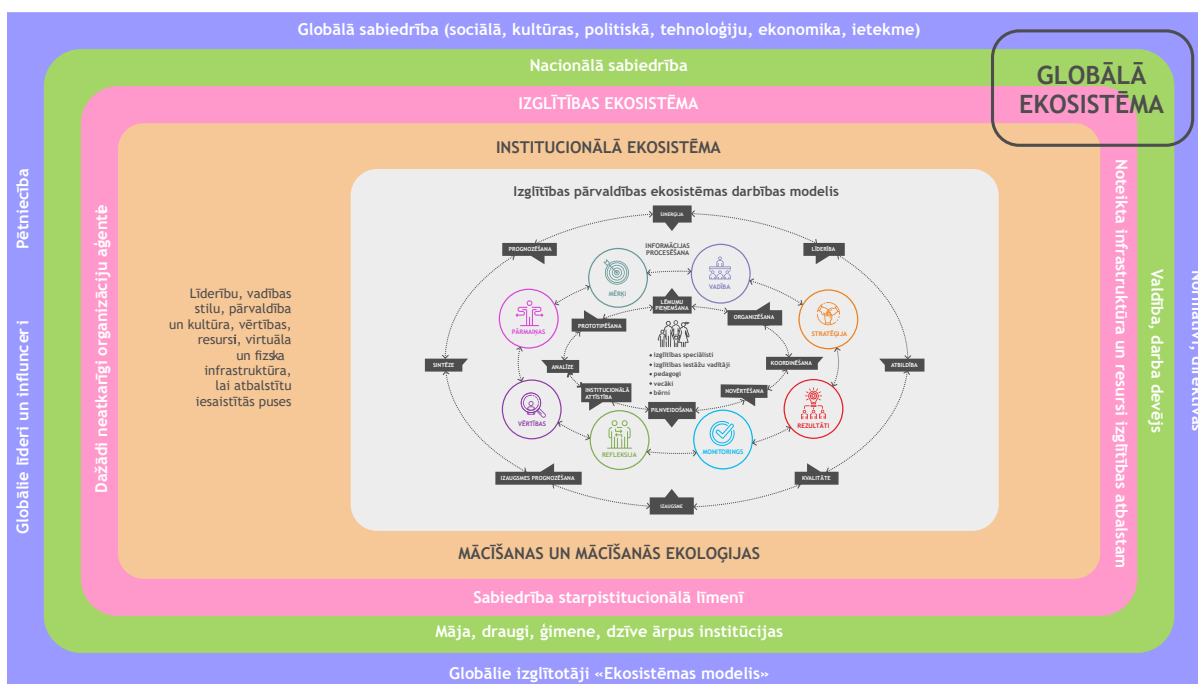 Globālā sabiedrība (sociālā, kultūras, politiskā, tehnoloģiju, ekonomika, ietekme)
Nacionālā sabiedrība
GLOBĀLĀ
EKOSISTĒMA
IZGLĪTĪBAS EKOSISTĒMA
INSTITUCIONĀLĀ EKOSISTĒMA
Izglītības pārvaldības ekosistēmas darbības modelis
SINERĢIJA
PROGNOZĒŠANA
INFORMĀCIJAS
PROCESĒŠANA
LĪDERĪBA
MĒRĶI
VADĪBA
LĒMUMU
PIEŅEMŠANA
PĀRMAIŅAS
PROTOTIPĒŠANA
ORGANIZĒŠANA
STRATĒĢIJA
• izglītības speciālisti
• izglītības iestāžu vadītāji
• pedagogi
• vecāki
• bērni
SINTĒZE
ANALĪZE
KOORDINĒŠANA
ATBILDĪBA
INSTITUCIONĀLĀ
ATTĪSTĪBA
NOVĒRTĒŠANA
PILNVEIDOŠANA
VĒRTĪBAS
REZULTĀTI
REFLEKSIJA
MONITORINGS
IZAUGSMES PROGNOZĒŠANA
KVALITĀTE
IZAUGSME
Līderību, vadības
stilu, pārvaldība
un kultūra, vērtības,
resursi, virtuāla
un fizska
infrastruktūra,
lai atbalstītu
iesaistītās puses
Pētniecība
Globālie līderi un influnceri
Dažādi neatkarīgi organizāciju aģentė
Noteikta infrastruktūra un resursi izglītības atbalstam
Valdība, darba devējs
MĀCĪŠANAS UN MĀCĪŠANĀS EKOLOĢIJAS
Sabiedrība starpistitucionālā līmenī
Māja, draugi, ģimene, dzīve ārpus institūcijas
Globālie izglītotāji «Ekosistēmas modelis»